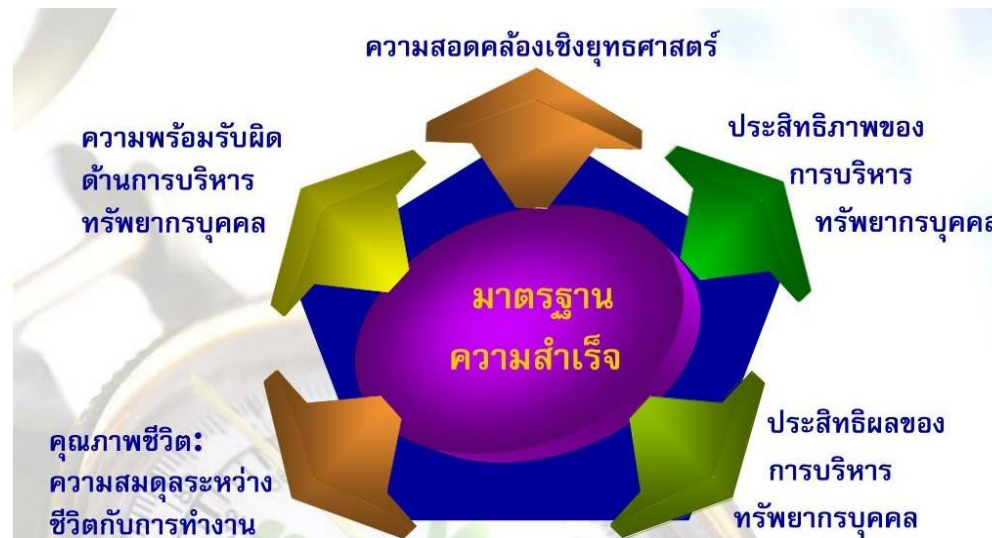 ความสอดคล้องเชิงยุทธศาสตร์
ความพร้อมรับผิด
ด้านการบริหาร
ทรัพยากรบุคคล
ประสิทธิภาพของ
การบริหาร
ทรัพยากรบุคคล
มาตรฐาน
ความสำเร็จ
คุณภาพชีวิต:
ความสมดุลระหว่าง
ชีวิตกับการทำงาน
ประสิทธิผลของ
การบริหาร
ทรัพยากรบุคคล